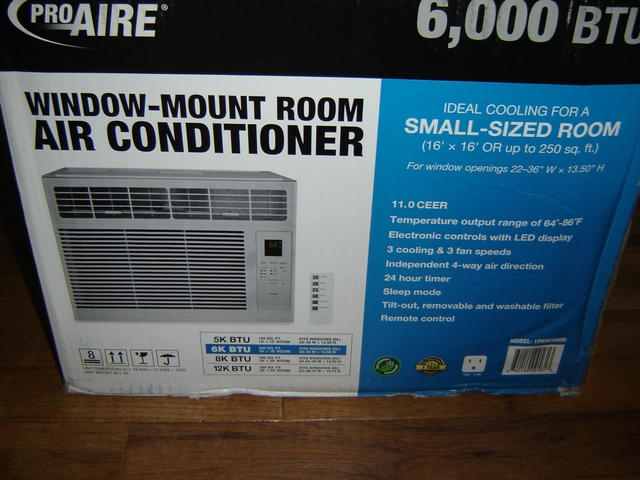 PROAIRE®
6,000 BTU
WINDOW-MOUNT ROOM
AIR CONDITIONER
IDEAL COOLING FOR A
SMALL-SIZED ROOM
(16' × 16' OR up to 250 sq. ft.)
For window openings 22-36" W × 13.50" H
11.0 CEER
Temperature output range of 64°-86°F
Electronic controls with LED display
3 cooling & 3 fan speeds
Independent 4-way air direction
24 hour timer
Sleep mode
Tilt-out, removable and washable filter
Remote control
5K BTU
6K BTU
8K BTU
12K BTU
8
MODEL: